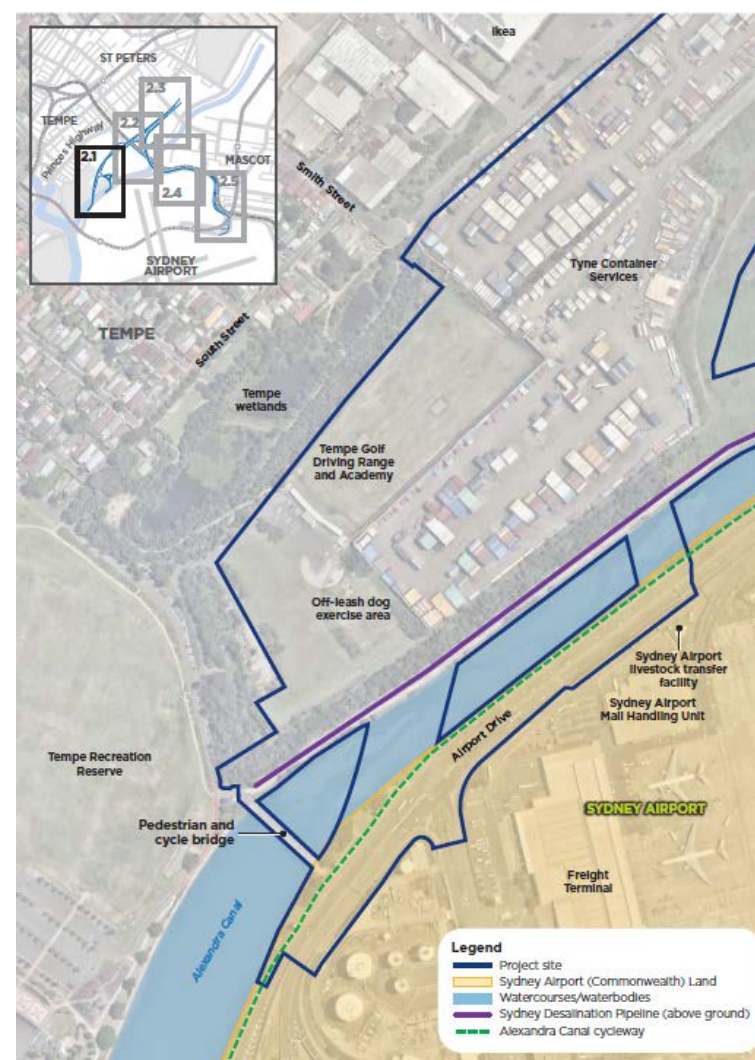 ST PETERS
TEMPE
Princes Highway
2.3
2.2
2.1
2.4
2.5
MASCOT
SYDNEY
AIRPORT
Ikea
Smith Street
Tyne Container
Services
TEMPE
South Street
Tempe
wetlands
Tempe Golf
Driving Range
and Academy
Off-leash dog
exercise area
Sydney Airport
livestock transfer
facility
Sydney Airport
Mail Handling Unit
Airport Drive
Tempe Recreation
Reserve
SYDNEY AIRPORT
Pedestrian and
cycle bridge
Freight
Terminal
Alexandra Canal
Legend
Project site
Sydney Airport (Commonwealth) Land
Watercourses/waterbodies
Sydney Desalination Pipeline (above ground)
Alexandra Canal cycleway